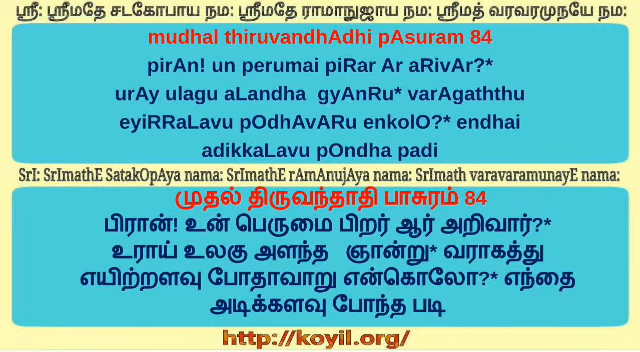 ஸ்ரீ: ஸ்ரீமதே சடகோபாய நம: ஸ்ரீமதே ராமாநுஜாய நம: ஸ்ரீமத் வரவரமுநயே நம:
mudhal thiruvandhAdhi pAsuram 84
pirAn! un perumai piRar Ar aRivAr?*
urAy ulagu aLandha gyAnRu* varAgaththu
eyiRRaLavu pOdhAvARu enkolO?* endhai
adikkaLavu pOndha padi
SrI: SrImathE SatakOpAya nama: SrImathE rAmAnujAya nama: SrImath varavaramunayE nama:
முதல் திருவந்தாதி பாசுரம் 84
பிரான்! உன் பெருமை பிறர் ஆர் அறிவார்?*
உராய் உலகு அளந்த ஞான்று* வராகத்து
எயிற்றளவு போதாவாறு என்கொலோ?* எந்தை
அடிக்களவு போந்த படி
http://koyil.org/